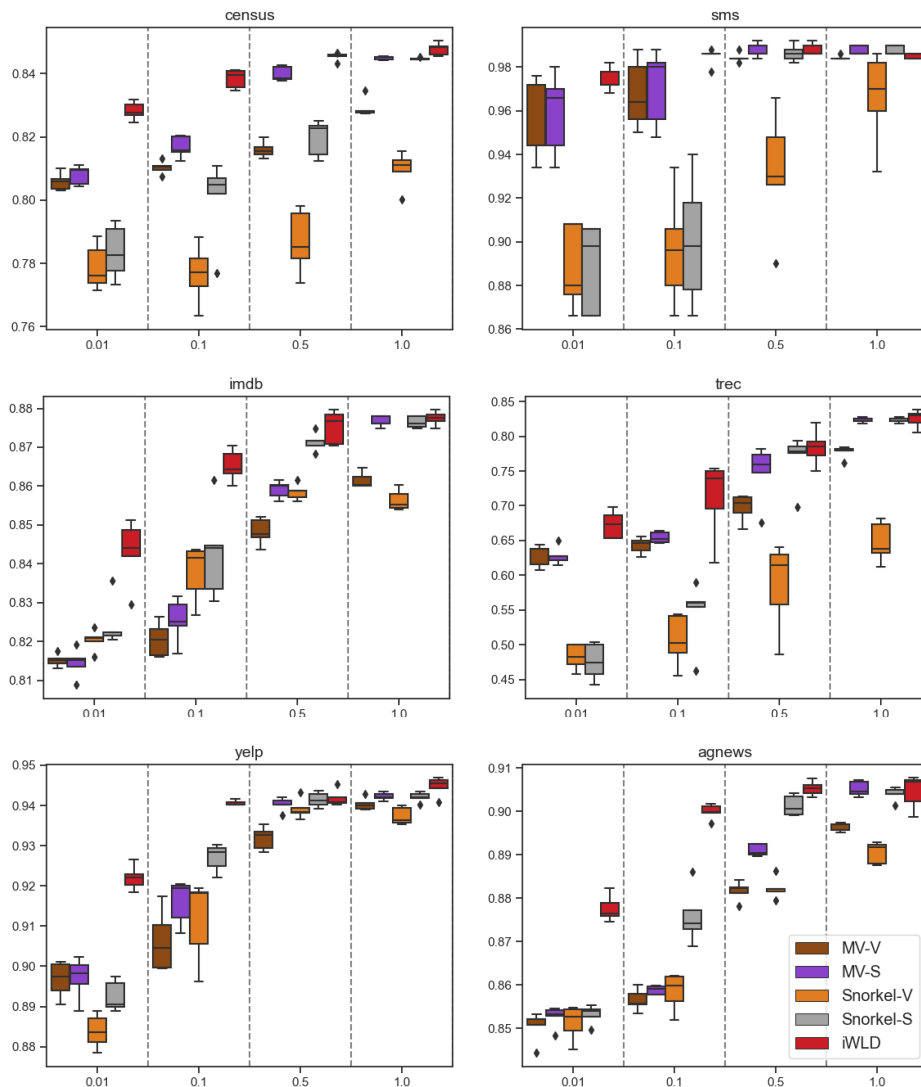 census
0.84
0.82
0.80
0.78
0.76
0.01 0.1 0.5 1.0
sms
0.98
0.96
0.94
0.92
0.90
0.88
0.86
0.01 0.1 0.5 1.0
imdb
0.88
0.87
0.86
0.85
0.84
0.83
0.82
0.81
0.01 0.1 0.5 1.0
trec
0.85
0.80
0.75
0.70
0.65
0.60
0.55
0.50
0.45
0.01 0.1 0.5 1.0
yelp
0.95
0.94
0.93
0.92
0.91
0.90
0.89
0.88
0.01 0.1 0.5 1.0
agnews
0.91
0.90
0.89
0.88
0.87
0.86
0.85
0.01 0.1 0.5 1.0
MV-V
MV-S
Snorkel-V
Snorkel-S
iWLD